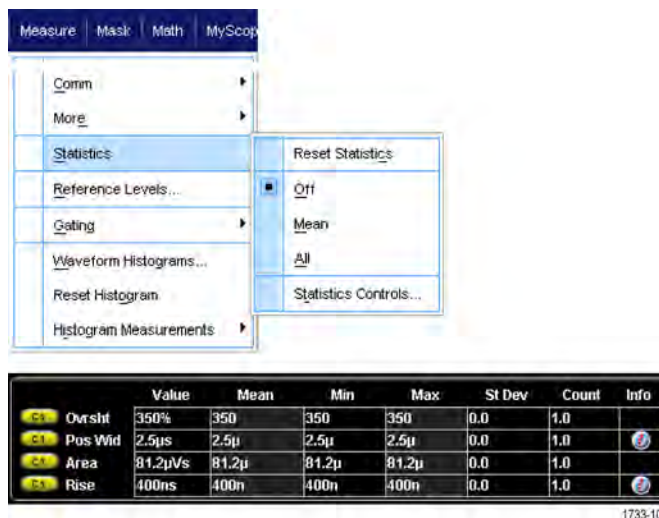 Measure Mask Math MyScop
Comm
More
Statistics
Reset Statistics
Reference Levels...
Off
Gating
Mean
Waveform Histograms...
All
Reset Histogram
Statistics Controls...
Histogram Measurements
Value Mean Min Max St Dev Count Info
C1 Ovrsht 350% 350 350 350 0.0 1.0
C1 Pos Wid 2.5µs 2.5µ 2.5µ 2.5µ 0.0 1.0
C1 Area 81.2µVs 81.2µ 81.2µ 81.2µ 0.0 1.0
C1 Rise 400ns 400n 400n 400n 0.0 1.0